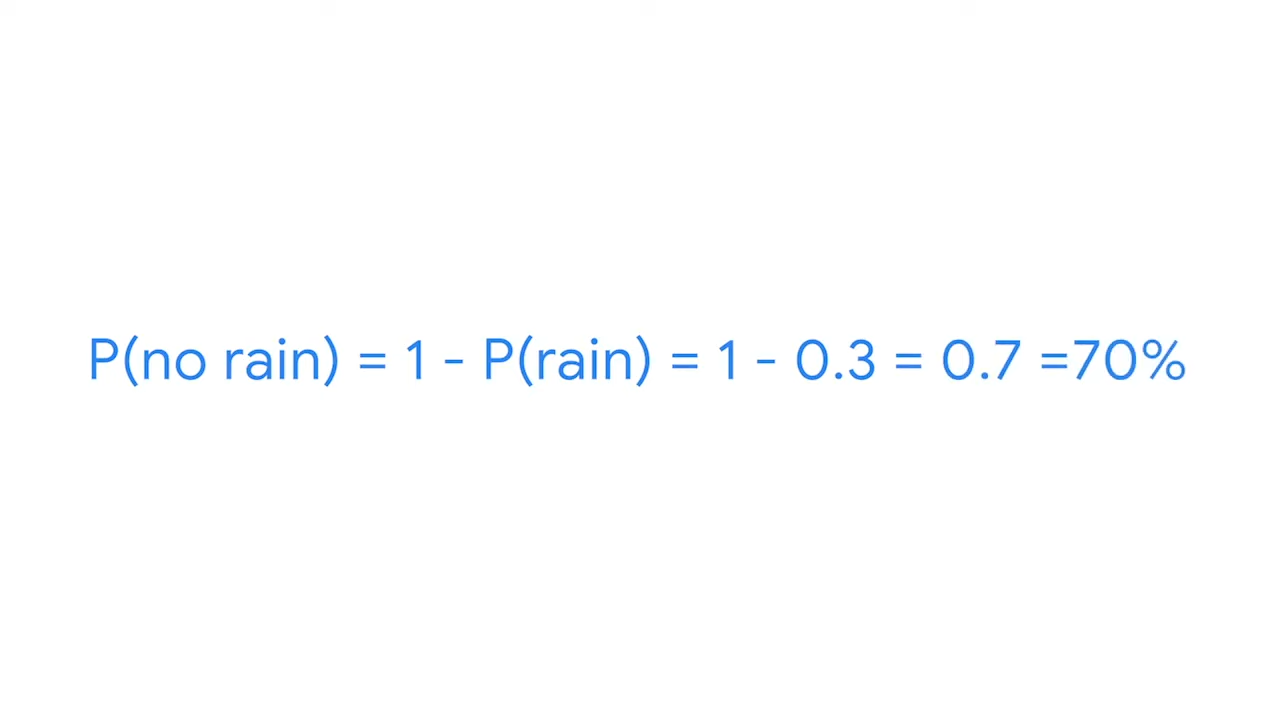 P(no rain) = 1 - P(rain) = 1 - 0.3 = 0.7 =70%